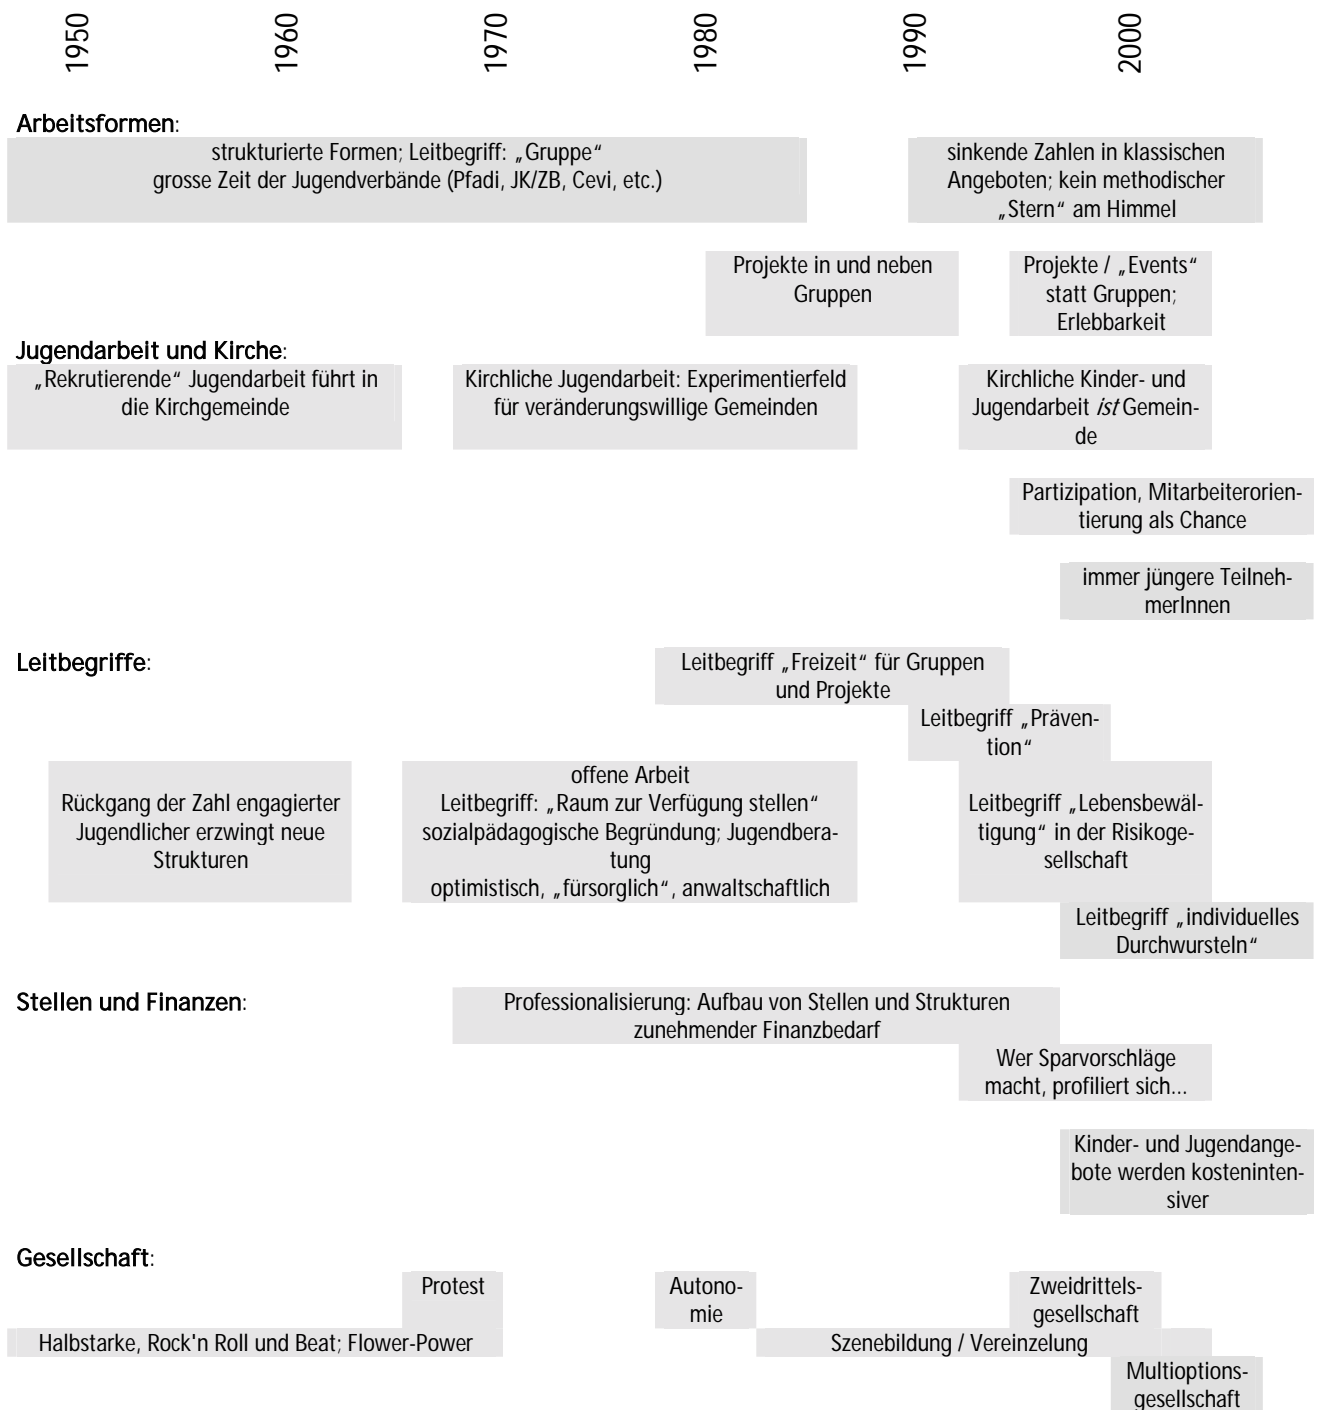 1950
1960
1970
1980
1990
2000
Arbeitsformen:
strukturierte Formen; Leitbegriff: „Gruppe“
grosse Zeit der Jugendverbände (Pfadi, JK/ZB, Cevi, etc.)
sinkende Zahlen in klassischen
Angeboten; kein methodischer
„Stern“ am Himmel
Projekte in und neben
Gruppen
Projekte / „Events“
statt Gruppen;
Erlebbarkeit
Jugendarbeit und Kirche:
„Rekrutierende“ Jugendarbeit führt in
die Kirchgemeinde
Kirchliche Jugendarbeit: Experimentierfeld
für veränderungswillige Gemeinden
Kirchliche Kinder- und
Jugendarbeit ist Gemein-
de
Partizipation, Mitarbeiterorien-
tierung als Chance
immer jüngere Teilneh-
merInnen
Leitbegriffe:
Leitbegriff „Freizeit“ für Gruppen
und Projekte
Leitbegriff „Präven-
tion“
Rückgang der Zahl engagierter
Jugendlicher erzwingt neue
Strukturen
offene Arbeit
Leitbegriff: „Raum zur Verfügung stellen“
sozialpädagogische Begründung; Jugendbera-
tung
optimistisch, „fürsorglich“, anwaltschaftlich
Leitbegriff „Lebensbewäl-
tigung“ in der Risikoge-
sellschaft
Leitbegriff „individuelles
Durchwursteln“
Stellen und Finanzen:
Professionalisierung: Aufbau von Stellen und Strukturen
zunehmender Finanzbedarf
Wer Sparvorschläge
macht, profiliert sich...
Kinder- und Jugendange-
bote werden kosteninten-
siver
Gesellschaft:
Protest
Autono-
mie
Zweidrittels-
gesellschaft
Halbstarke, Rock'n Roll und Beat; Flower-Power
Szenebildung / Vereinzelung
Multioptions-
gesellschaft